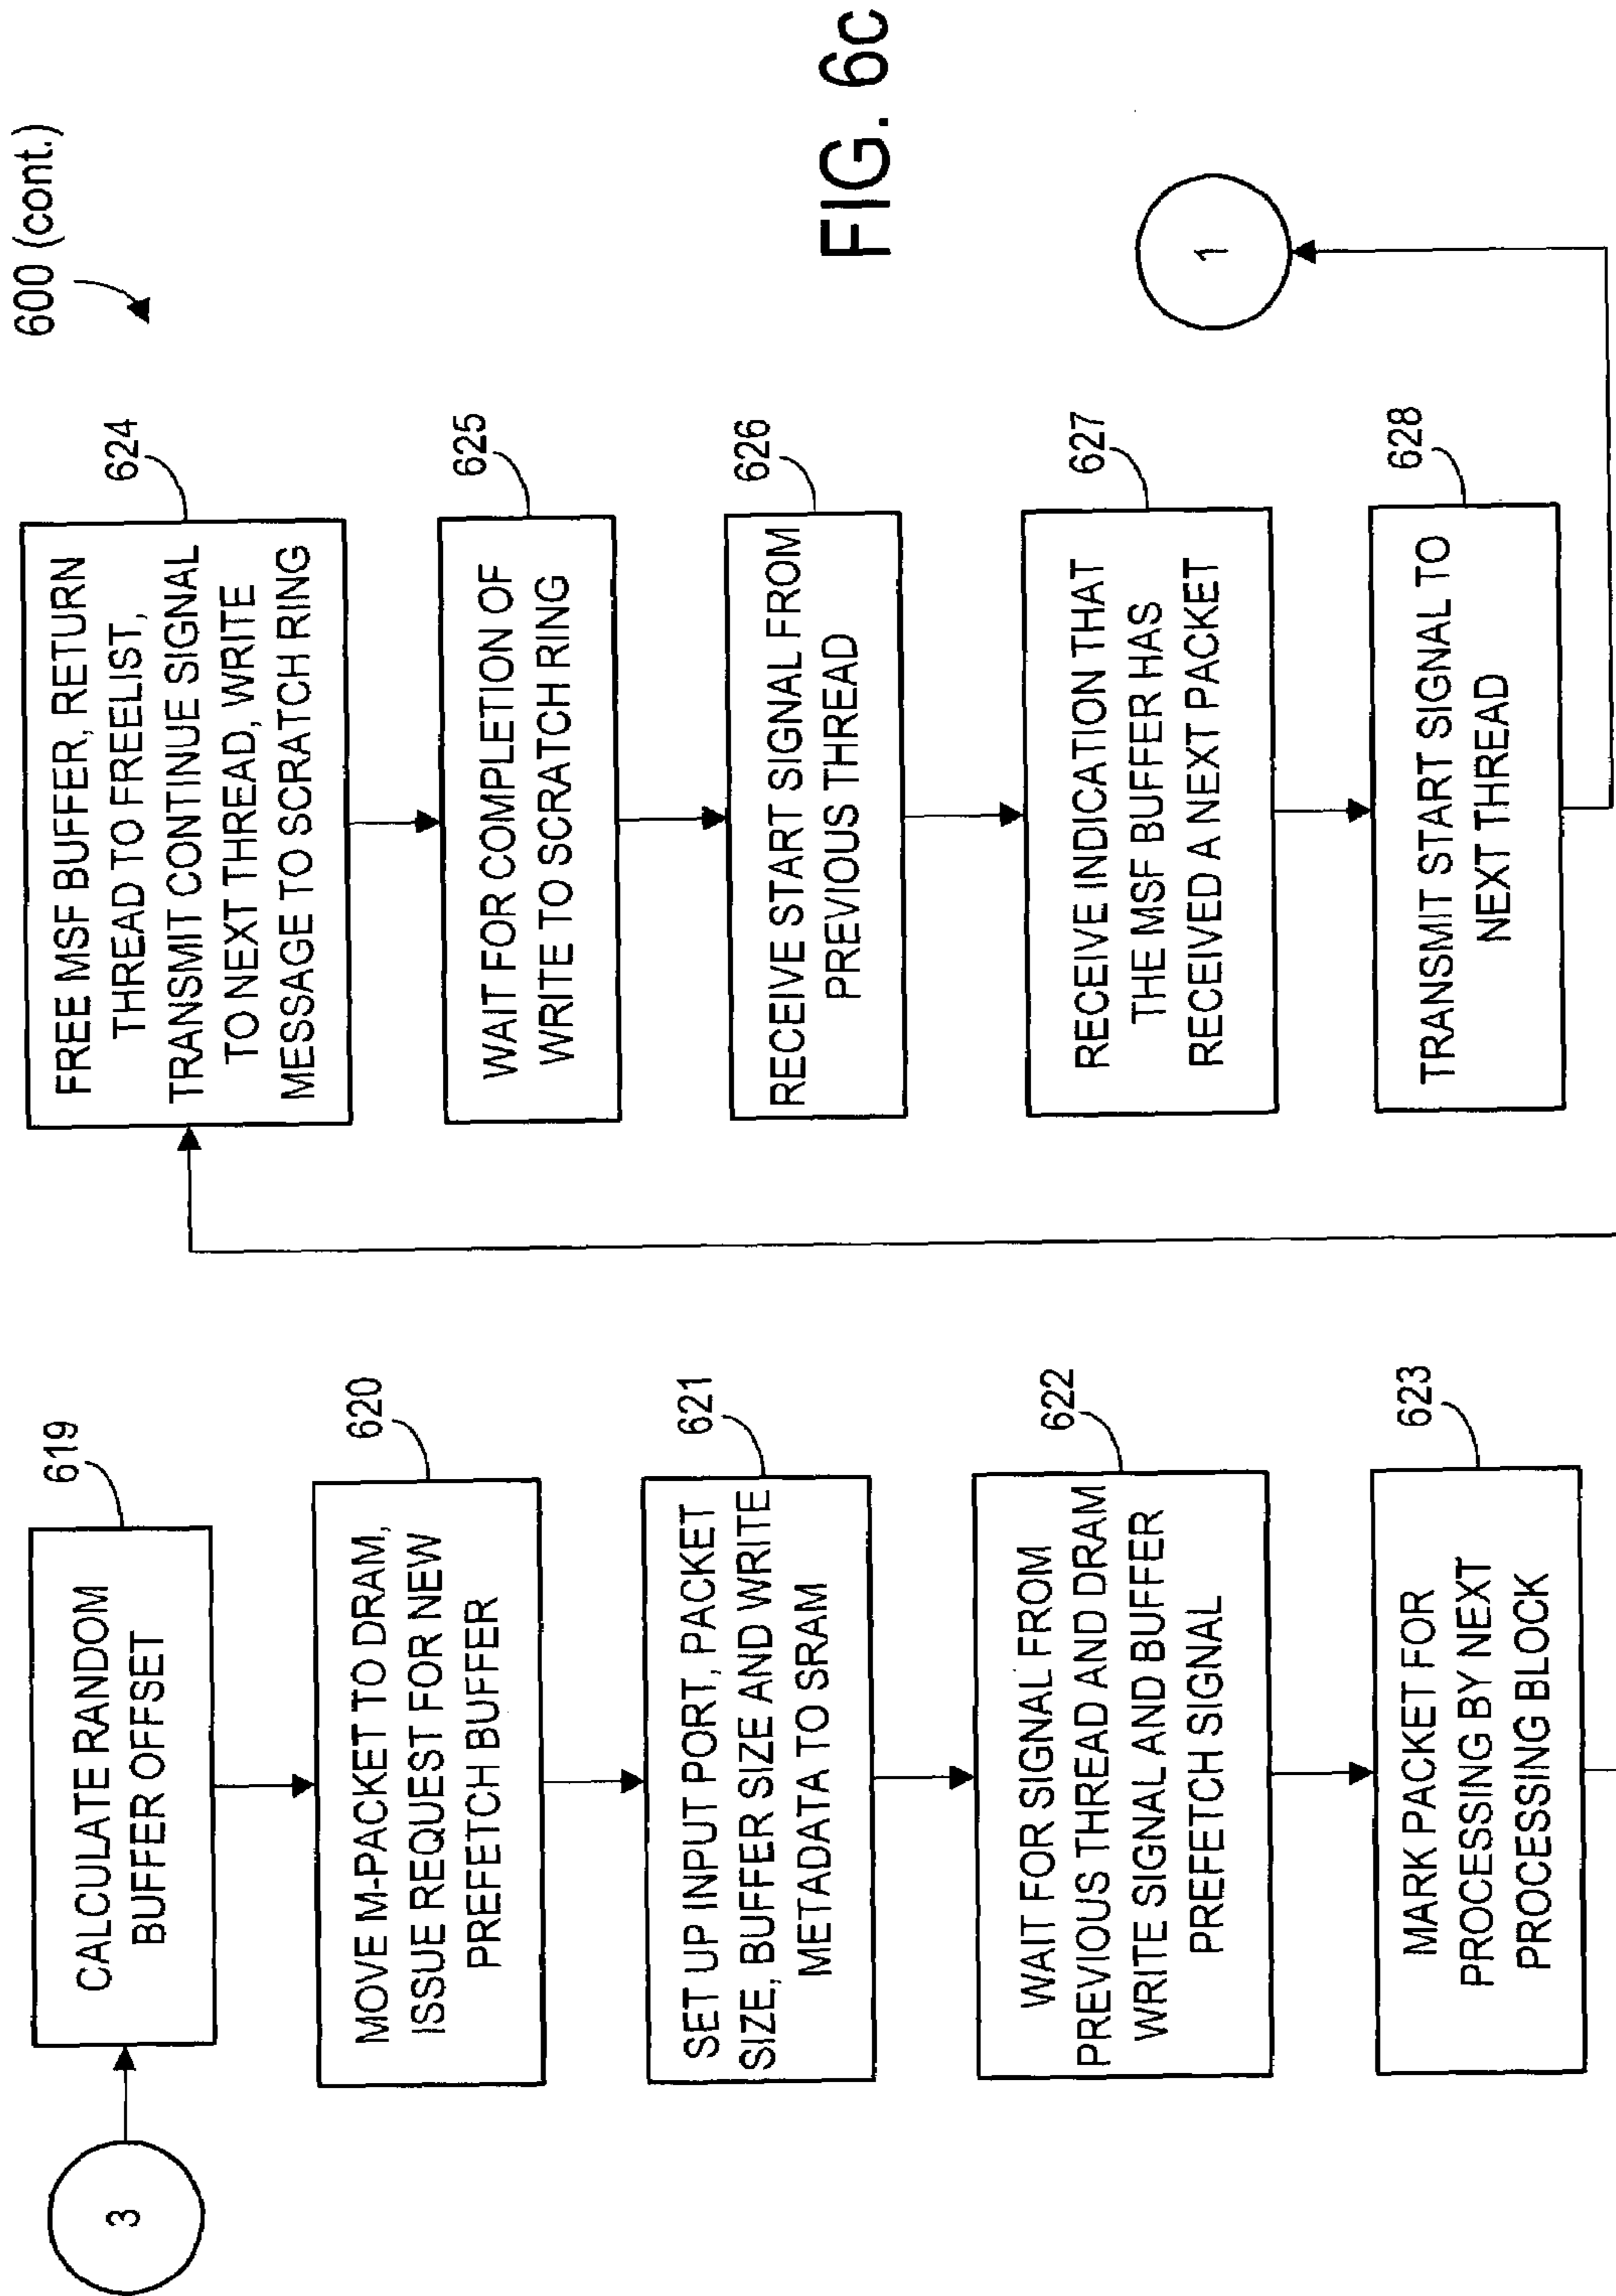 600 (cont.)
3
619
CALCULATE RANDOM
BUFFER OFFSET
620
MOVE M-PACKET TO DRAM,
ISSUE REQUEST FOR NEW
PREFETCH BUFFER
621
SET UP INPUT PORT, PACKET
SIZE, BUFFER SIZE AND WRITE
METADATA TO SRAM
622
WAIT FOR SIGNAL FROM
PREVIOUS THREAD AND DRAM
WRITE SIGNAL AND BUFFER
PREFETCH SIGNAL
623
MARK PACKET FOR
PROCESSING BY NEXT
PROCESSING BLOCK
624
FREE MSF BUFFER, RETURN
THREAD TO FREELIST,
TRANSMIT CONTINUE SIGNAL
TO NEXT THREAD, WRITE
MESSAGE TO SCRATCH RING
625
WAIT FOR COMPLETION OF
WRITE TO SCRATCH RING
626
RECEIVE START SIGNAL FROM
PREVIOUS THREAD
627
RECEIVE INDICATION THAT
THE MSF BUFFER HAS
RECEIVED A NEXT PACKET
628
TRANSMIT START SIGNAL TO
NEXT THREAD
1
FIG. 6c